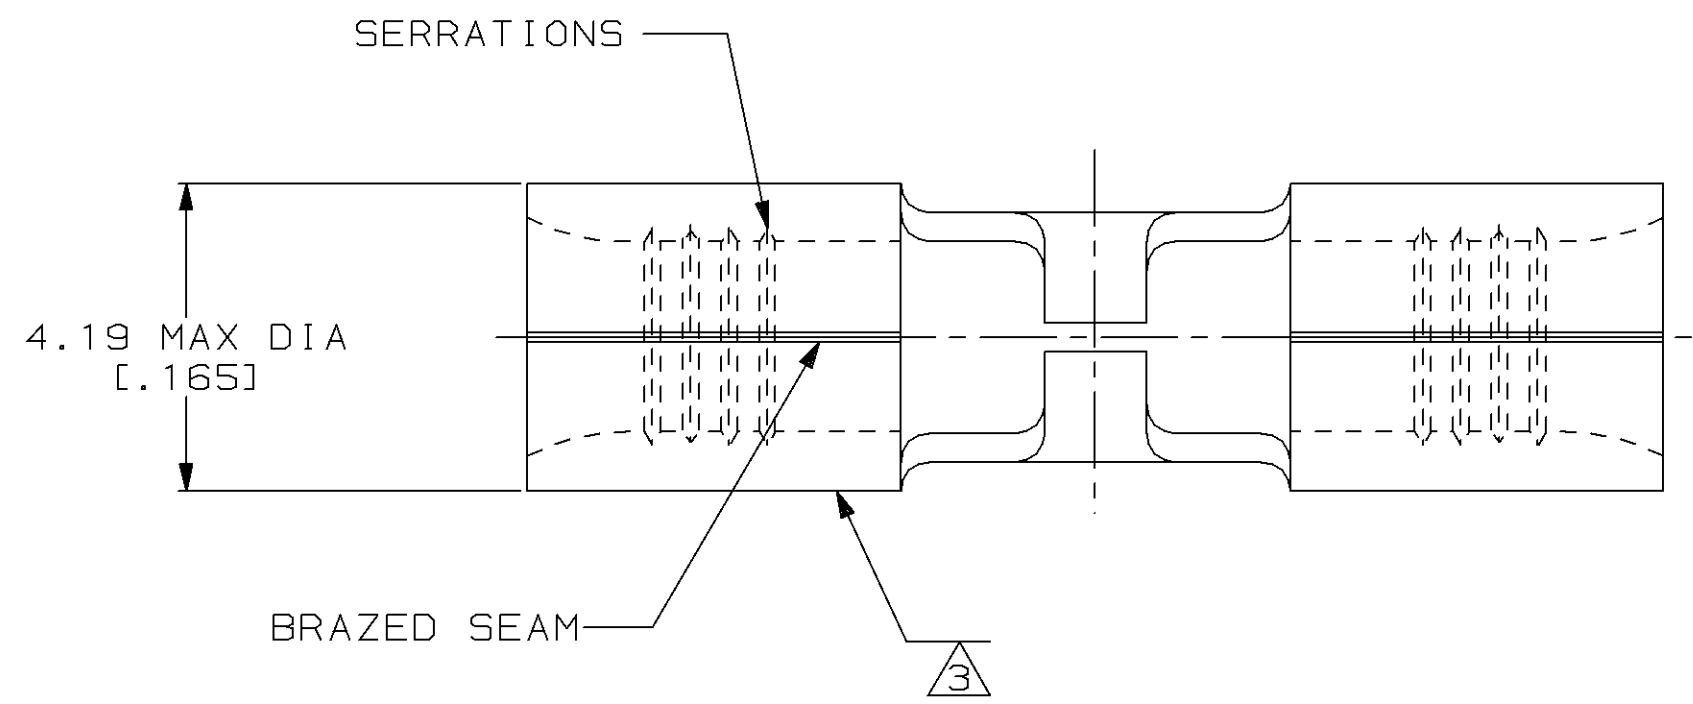 SERRATIONS
4.19 MAX DIA
[.165]
BRAZED SEAM
3